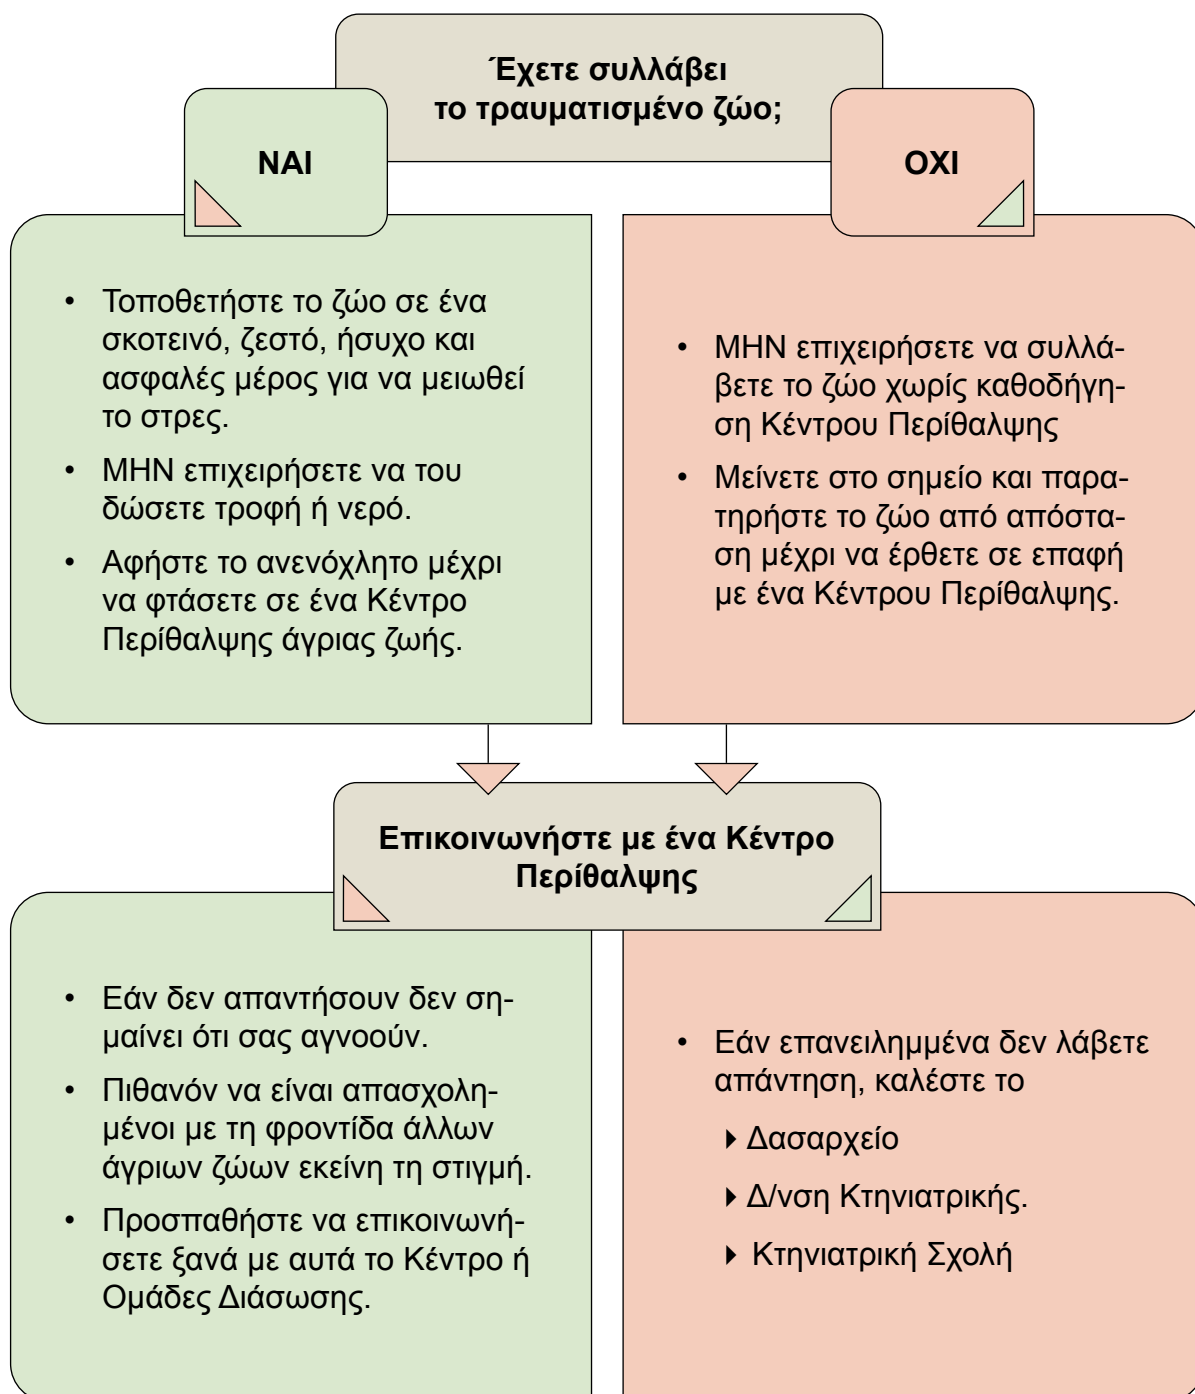 Έχετε συλλάβει
το τραυματισμένο ζώο;
ΝΑΙ
• Τοποθετήστε το ζώο σε ένα
σκοτεινό, ζεστό, ήσυχο και
ασφαλές μέρος για να μειωθεί
το στρες.
• ΜΗΝ επιχειρήσετε να του
δώσετε τροφή ή νερό.
• Αφήστε το ανενόχλητο μέχρι
να φτάσετε σε ένα Κέντρο
Περίθαλψης άγριας ζωής.
ΟΧΙ
• ΜΗΝ επιχειρήσετε να συλλά-
βετε το ζώο χωρίς καθοδήγη-
ση Κέντρου Περίθαλψης
• Μείνετε στο σημείο και παρα-
τηρήστε το ζώο από απόστα-
ση μέχρι να έρθετε σε επαφή
με ένα Κέντρου Περίθαλψης.
Επικοινωνήστε με ένα Κέντρο
Περίθαλψης
• Εάν δεν απαντήσουν δεν ση-
μαίνει ότι σας αγνοούν.
• Πιθανόν να είναι απασχολη-
μένοι με τη φροντίδα άλλων
άγριων ζώων εκείνη τη στιγμή.
• Προσπαθήστε να επικοινωνή-
σετε ξανά με αυτά το Κέντρο ή
Ομάδες Διάσωσης.
• Εάν επανειλημμένα δεν λάβετε
απάντηση, καλέστε το
Δασαρχείο
Δ/νση Κτηνιατρικής.
Κτηνιατρική Σχολή